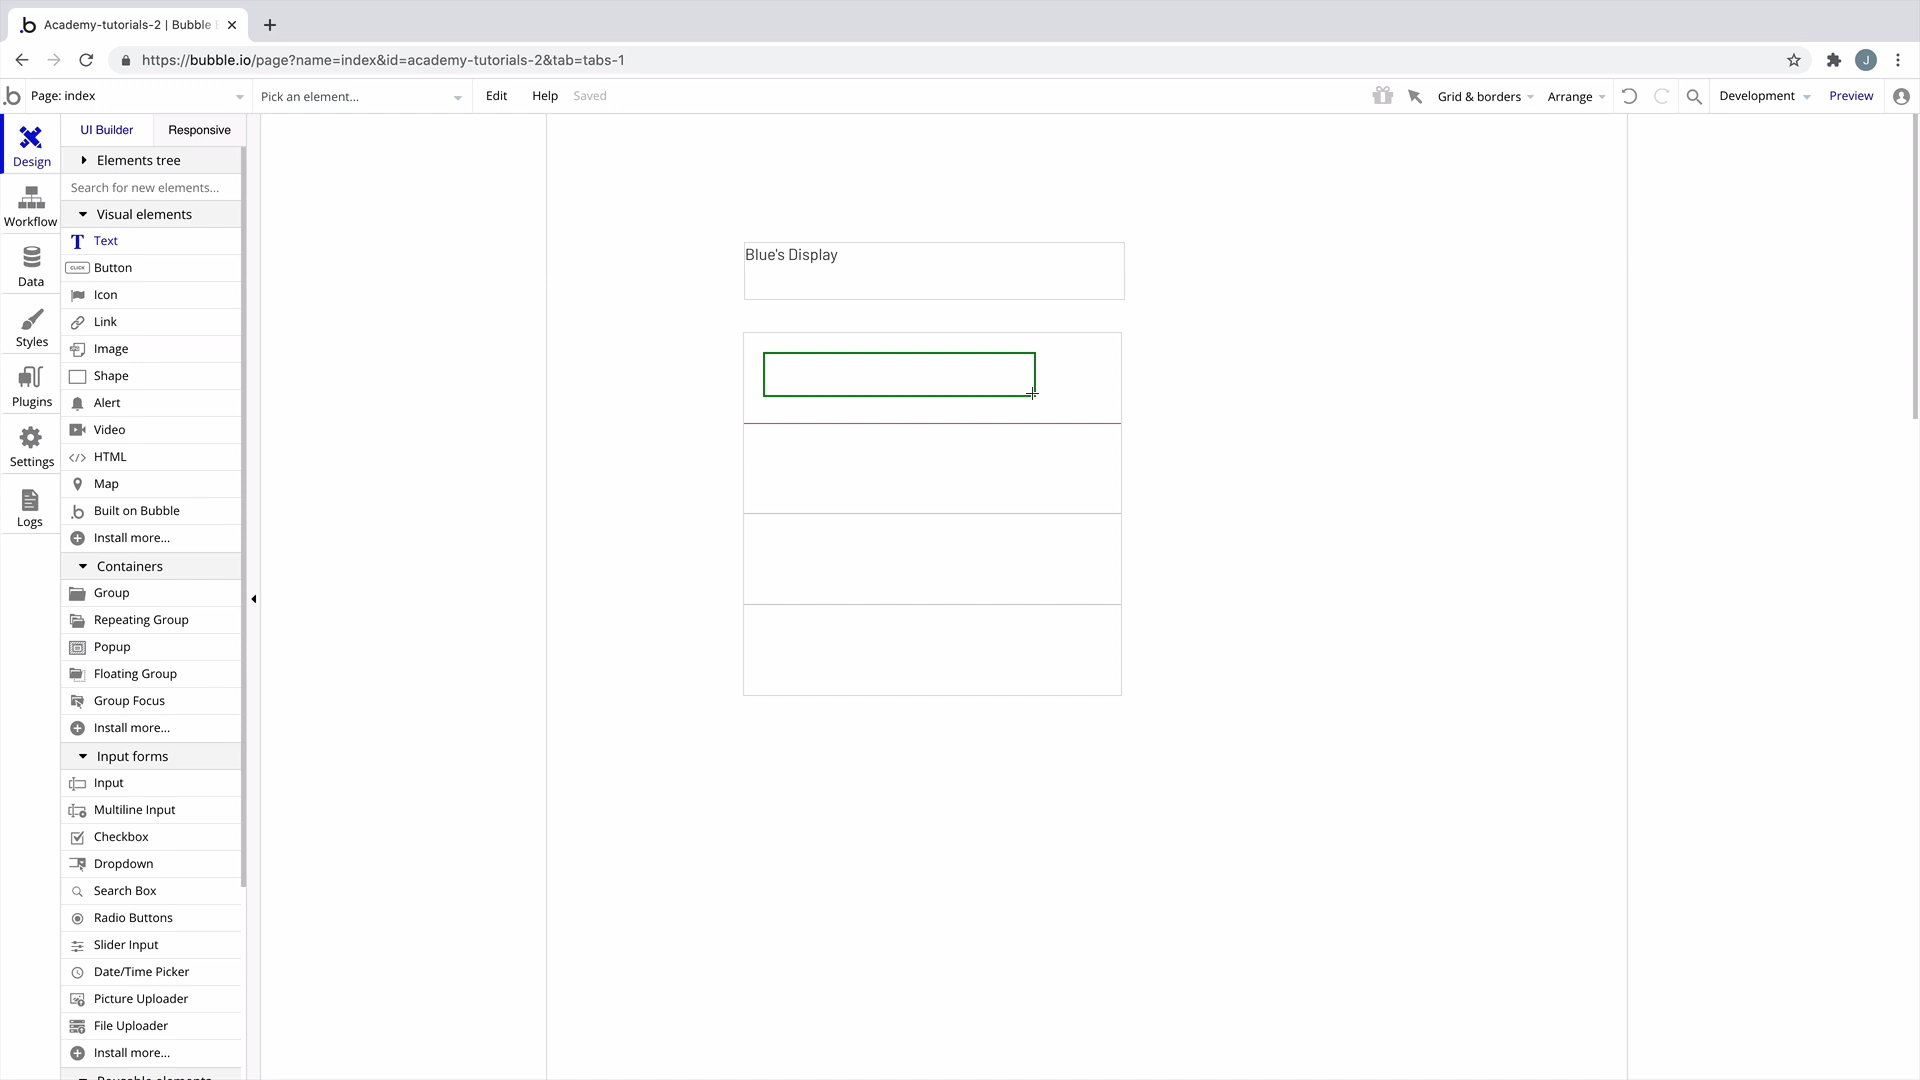 Academy-tutorials-2 | Bubble
https://bubble.io/page?name=index&id=academy-tutorials-2&tab=tabs-1
J
Page: index
Pick an element...
Edit
Help
Saved
Grid & borders
Arrange
Development
Preview
Design
Workflow
Data
Styles
Plugins
Settings
Logs
UI Builder
Responsive
Elements tree
Search for new elements...
Visual elements
Text
CLICK Button
Icon
Link
Image
Shape
Alert
Video
HTML
Map
Built on Bubble
Install more...
Containers
Group
Repeating Group
Popup
Floating Group
Group Focus
Install more...
Input forms
Input
Multiline Input
Checkbox
Dropdown
Search Box
Radio Buttons
Slider Input
Date/Time Picker
Picture Uploader
File Uploader
Install more...
Reusable elements
Blue's Display